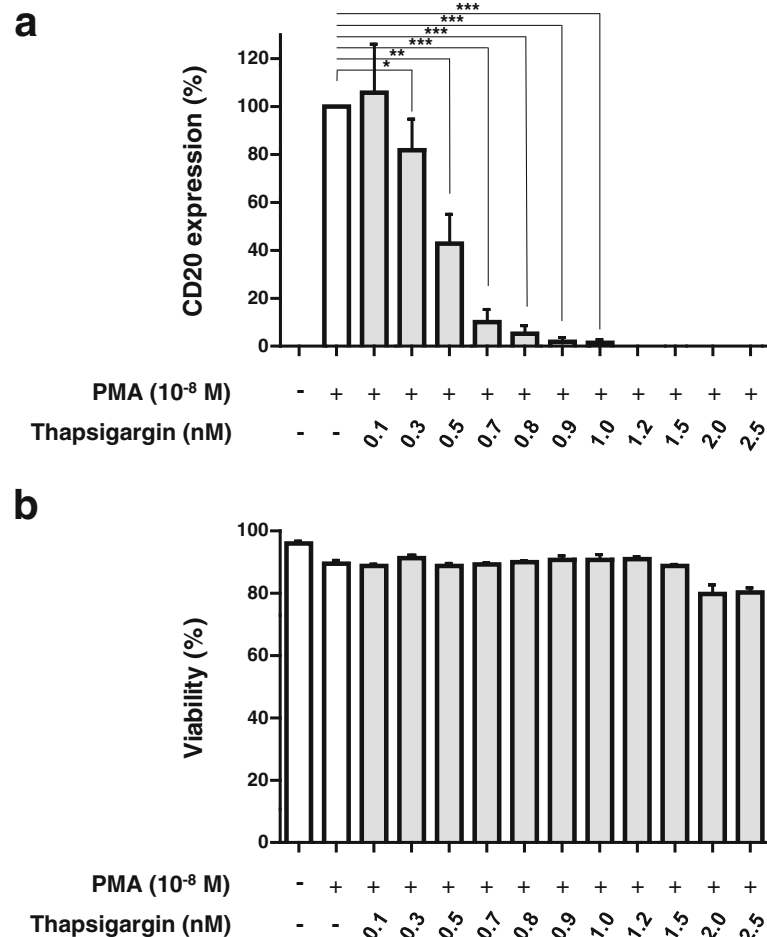 a
***
***
***
***
**
*
CD20 expression (%)
120
100
80
60
40
20
0
PMA (10⁻⁸ M) - + + + + + + + + + + + +
Thapsigargin (nM) - - 0.1 0.3 0.5 0.7 0.8 0.9 1.0 1.2 1.5 2.0 2.5
b
Viability (%)
100
80
60
40
20
0
PMA (10⁻⁸ M) - + + + + + + + + + + + +
Thapsigargin (nM) - - 0.1 0.3 0.5 0.7 0.8 0.9 1.0 1.2 1.5 2.0 2.5